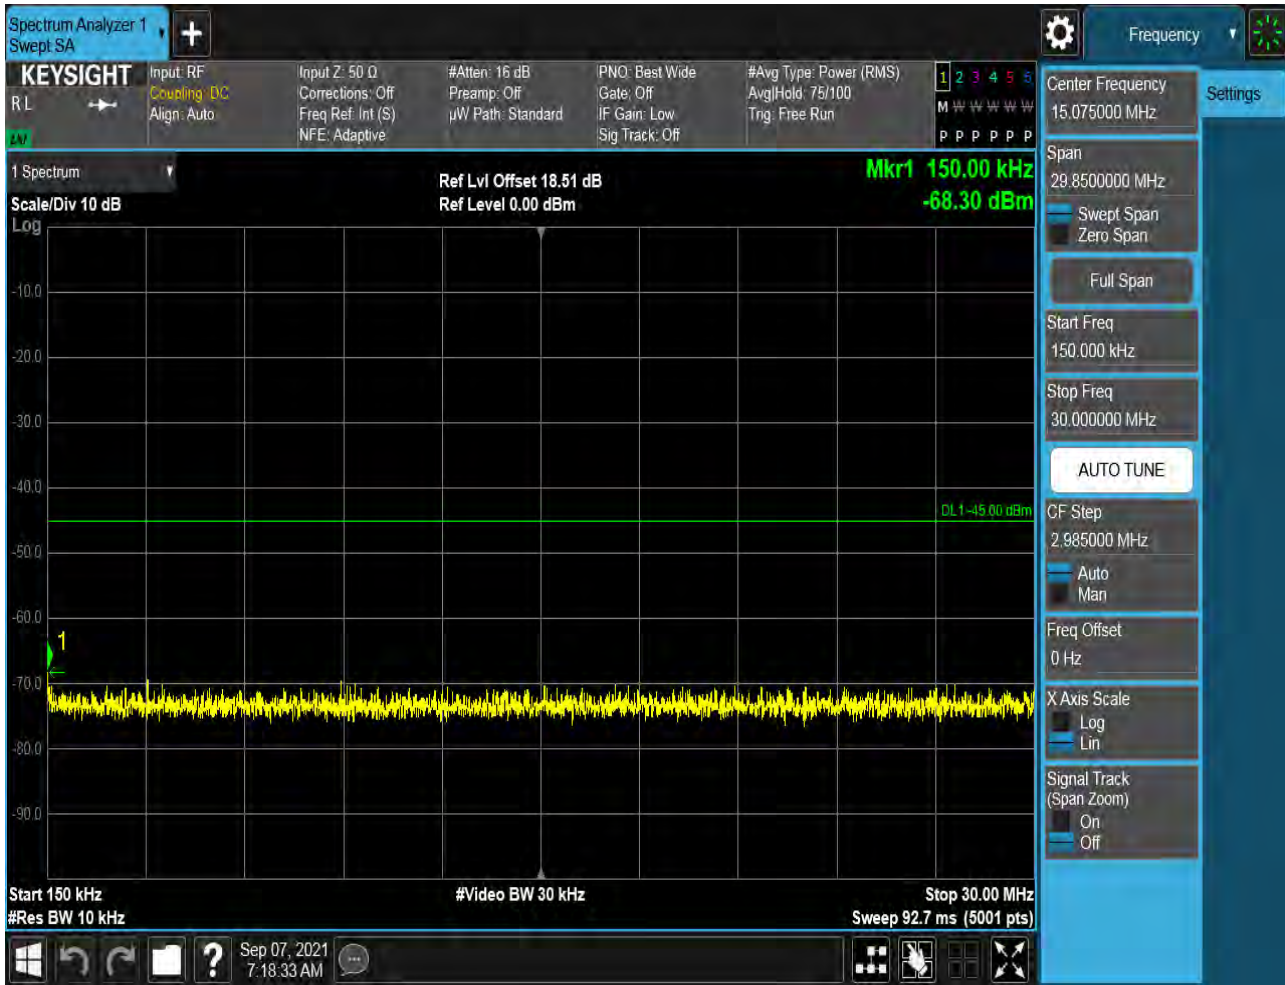 Spectrum Analyzer 1
Swept SA
Frequency
KEYSIGHT
R L
Input: RF
Coupling: DC
Align: Auto
Input Z: 50 Ω
Corrections: Off
Freq Ref: Int (S)
NFE: Adaptive
#Atten: 16 dB
Preamp: Off
µW Path: Standard
PNO: Best Wide
Gate: Off
IF Gain: Low
Sig Track: Off
#Avg Type: Power (RMS)
Avg|Hold: 75/100
Trig: Free Run
1 2 3 4 5 6
M W W W W W
P P P P P P
1 Spectrum
Scale/Div 10 dB
Log
Ref Lvl Offset 18.51 dB
Ref Level 0.00 dBm
Mkr1 150.00 kHz
-68.30 dBm
-10.0
-20.0
-30.0
-40.0
DL1 -45.00 dBm
-50.0
-60.0
1
-70.0
-80.0
-90.0
Start 150 kHz
#Res BW 10 kHz
#Video BW 30 kHz
Stop 30.00 MHz
Sweep 92.7 ms (5001 pts)
Center Frequency
15.075000 MHz
Settings
Span
29.8500000 MHz
Swept Span
Zero Span
Full Span
Start Freq
150.000 kHz
Stop Freq
30.000000 MHz
AUTO TUNE
CF Step
2.985000 MHz
Auto
Man
Freq Offset
0 Hz
X Axis Scale
Log
Lin
Signal Track
(Span Zoom)
On
Off
?
Sep 07, 2021
7:18:33 AM